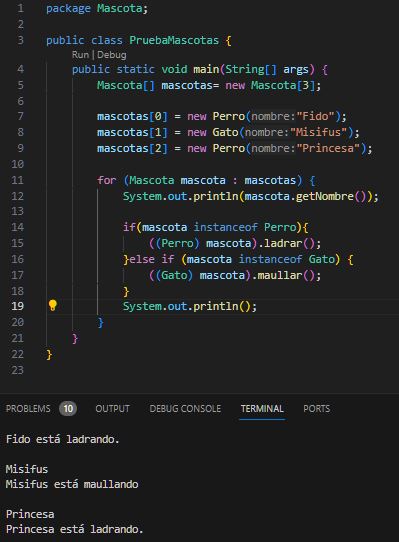 1 package Mascota;
2
3 public class PruebaMascotas {
Run | Debug
4 public static void main(String[] args) {
5 Mascota[] mascotas= new Mascota[3];
6
7 mascotas[0] = new Perro(nombre:"Fido");
8 mascotas[1] = new Gato(nombre:"Misifus");
9 mascotas[2] = new Perro(nombre:"Princesa");
10
11 for (Mascota mascota : mascotas) {
12 System.out.println(mascota.getNombre());
13
14 if(mascota instanceof Perro){
15 ((Perro) mascota).ladrar();
16 }else if (mascota instanceof Gato) {
17 ((Gato) mascota).maullar();
18 }
19 System.out.println();
20 }
21 }
22 }
23
PROBLEMS 10 OUTPUT DEBUG CONSOLE TERMINAL PORTS
Fido está ladrando.
Misifus
Misifus está maullando
Princesa
Princesa está ladrando.